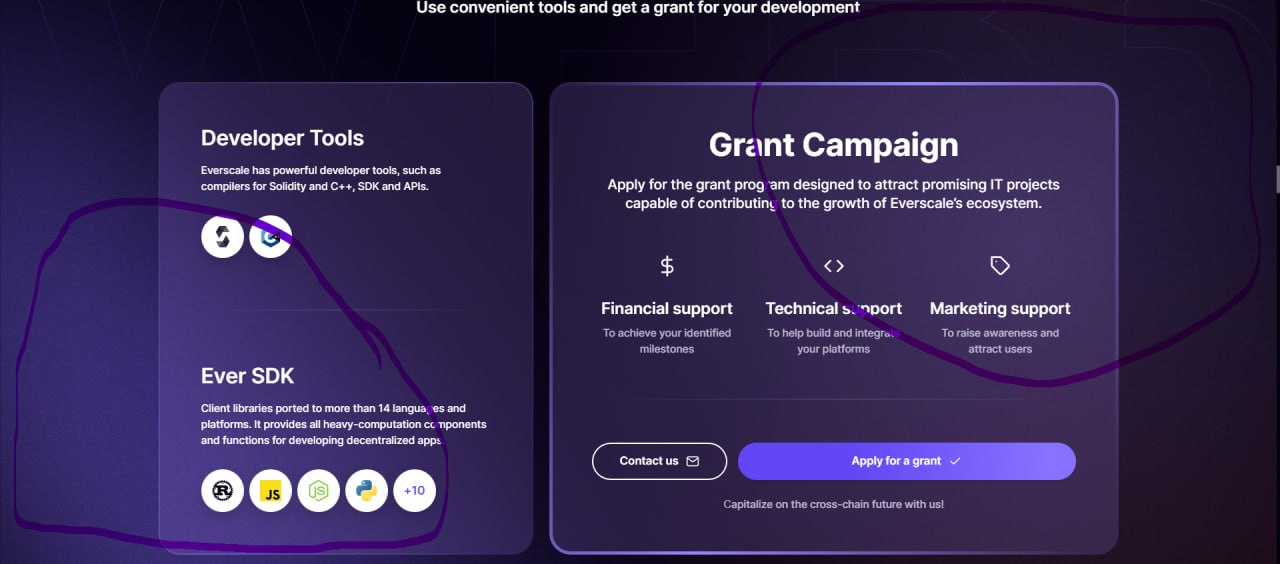 Use convenient tools and get a grant for your development
Developer Tools
Everscale has powerful developer tools, such as
compilers for Solidity and C++, SDK and APIs.
Ever SDK
Client libraries ported to more than 14 languages and
platforms. It provides all heavy-computation components
and functions for developing decentralized apps.
JS
JS
+10
Grant Campaign
Apply for the grant program designed to attract promising IT projects
capable of contributing to the growth of Everscale’s ecosystem.
Financial support
To achieve your identified
milestones
Technical support
To help build and integrate
your platforms
Marketing support
To raise awareness and
attract users
Contact us
Apply for a grant
Capitalize on the cross-chain future with us!